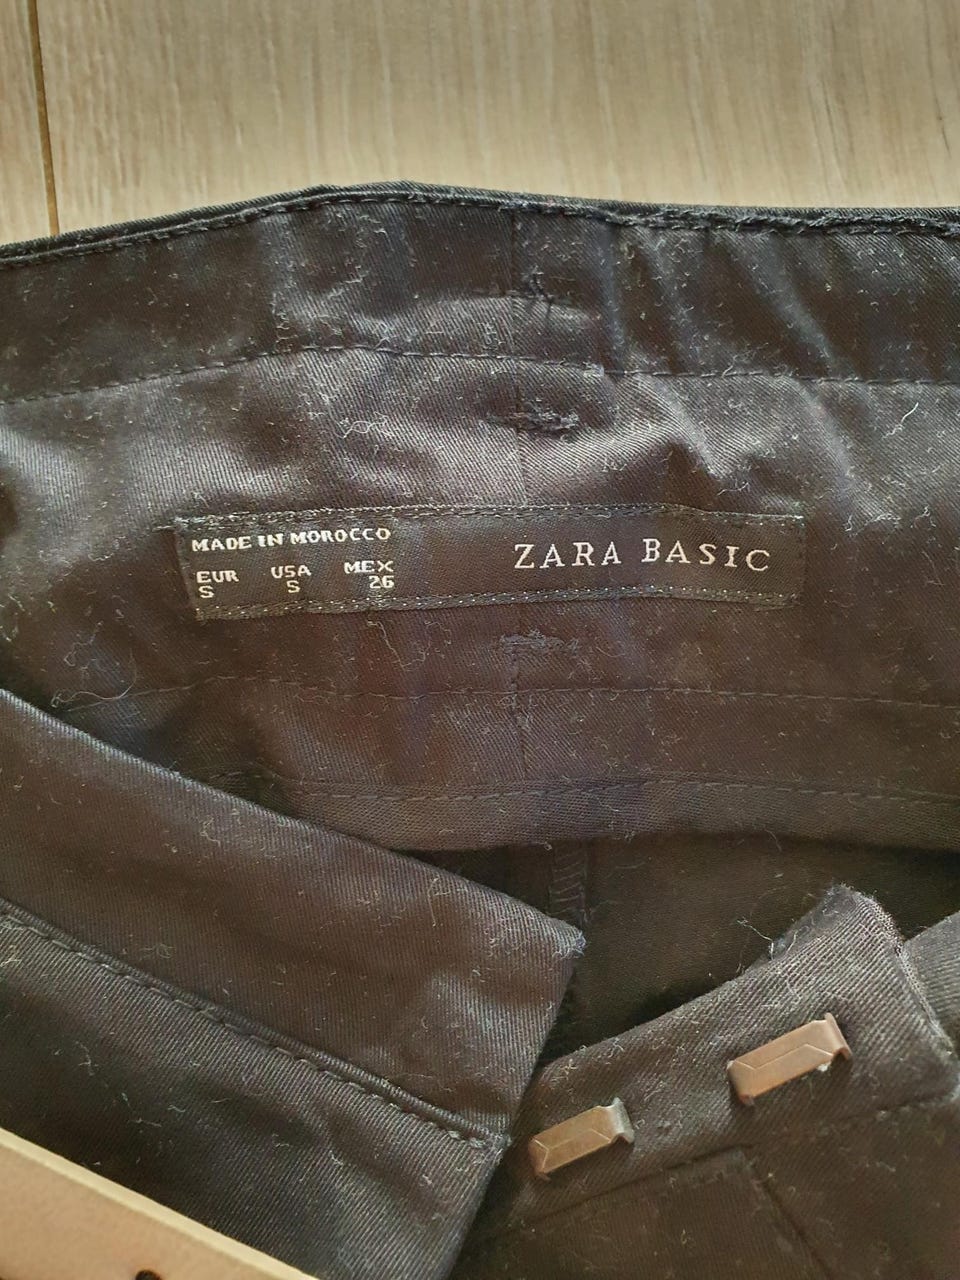 MADE IN MOROCCO
EUR USA MEX
S S 26
ZARA BASIC